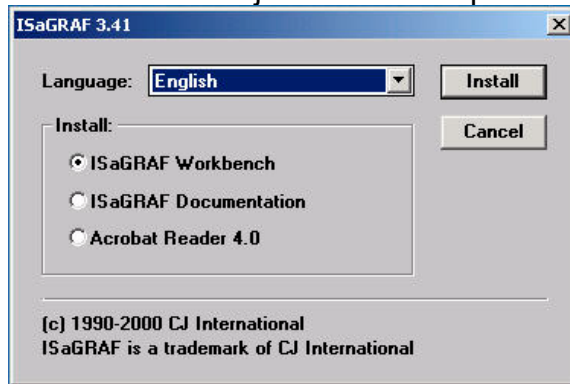 ISaGRAF 3.41
Language: English Install
Install: Cancel
ISaGRAF Workbench
ISaGRAF Documentation
Acrobat Reader 4.0
(c) 1990-2000 CJ International
ISaGRAF is a trademark of CJ International